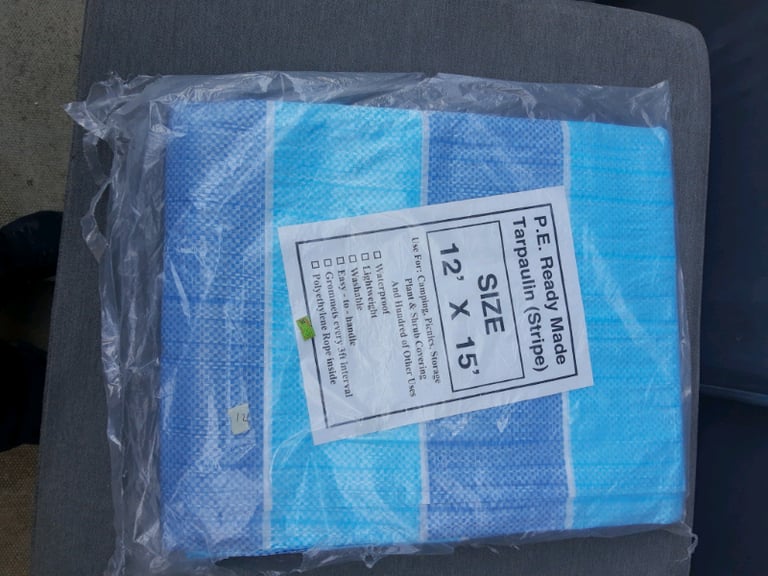 P.E. Ready Made
Tarpaulin (Stripe)
SIZE
12' X 15'
Use For: Camping, Picnics, Storage
Plant & Shrub Covering
And Hundred of Other Uses
☐ Waterproof
☐ Lightweight
☐ Washable
☐ Easy - to - handle
☐ Grommets every 3ft interval
☐ Polyethylene Rope inside